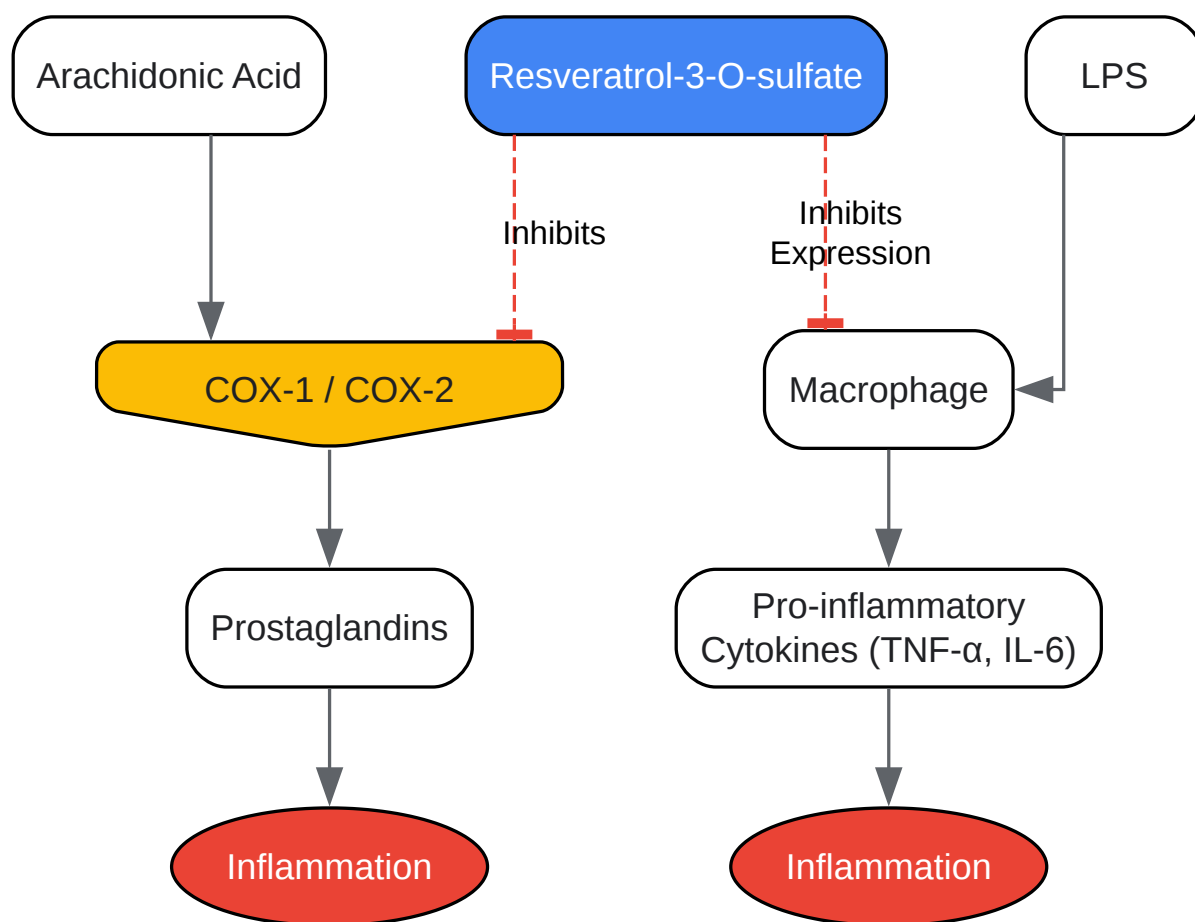 Arachidonic Acid
Resveratrol-3-O-sulfate
LPS
Inhibits
Inhibits
Expression
COX-1 / COX-2
Macrophage
Prostaglandins
Pro-inflammatory
Cytokines (TNF-α, IL-6)
Inflammation
Inflammation